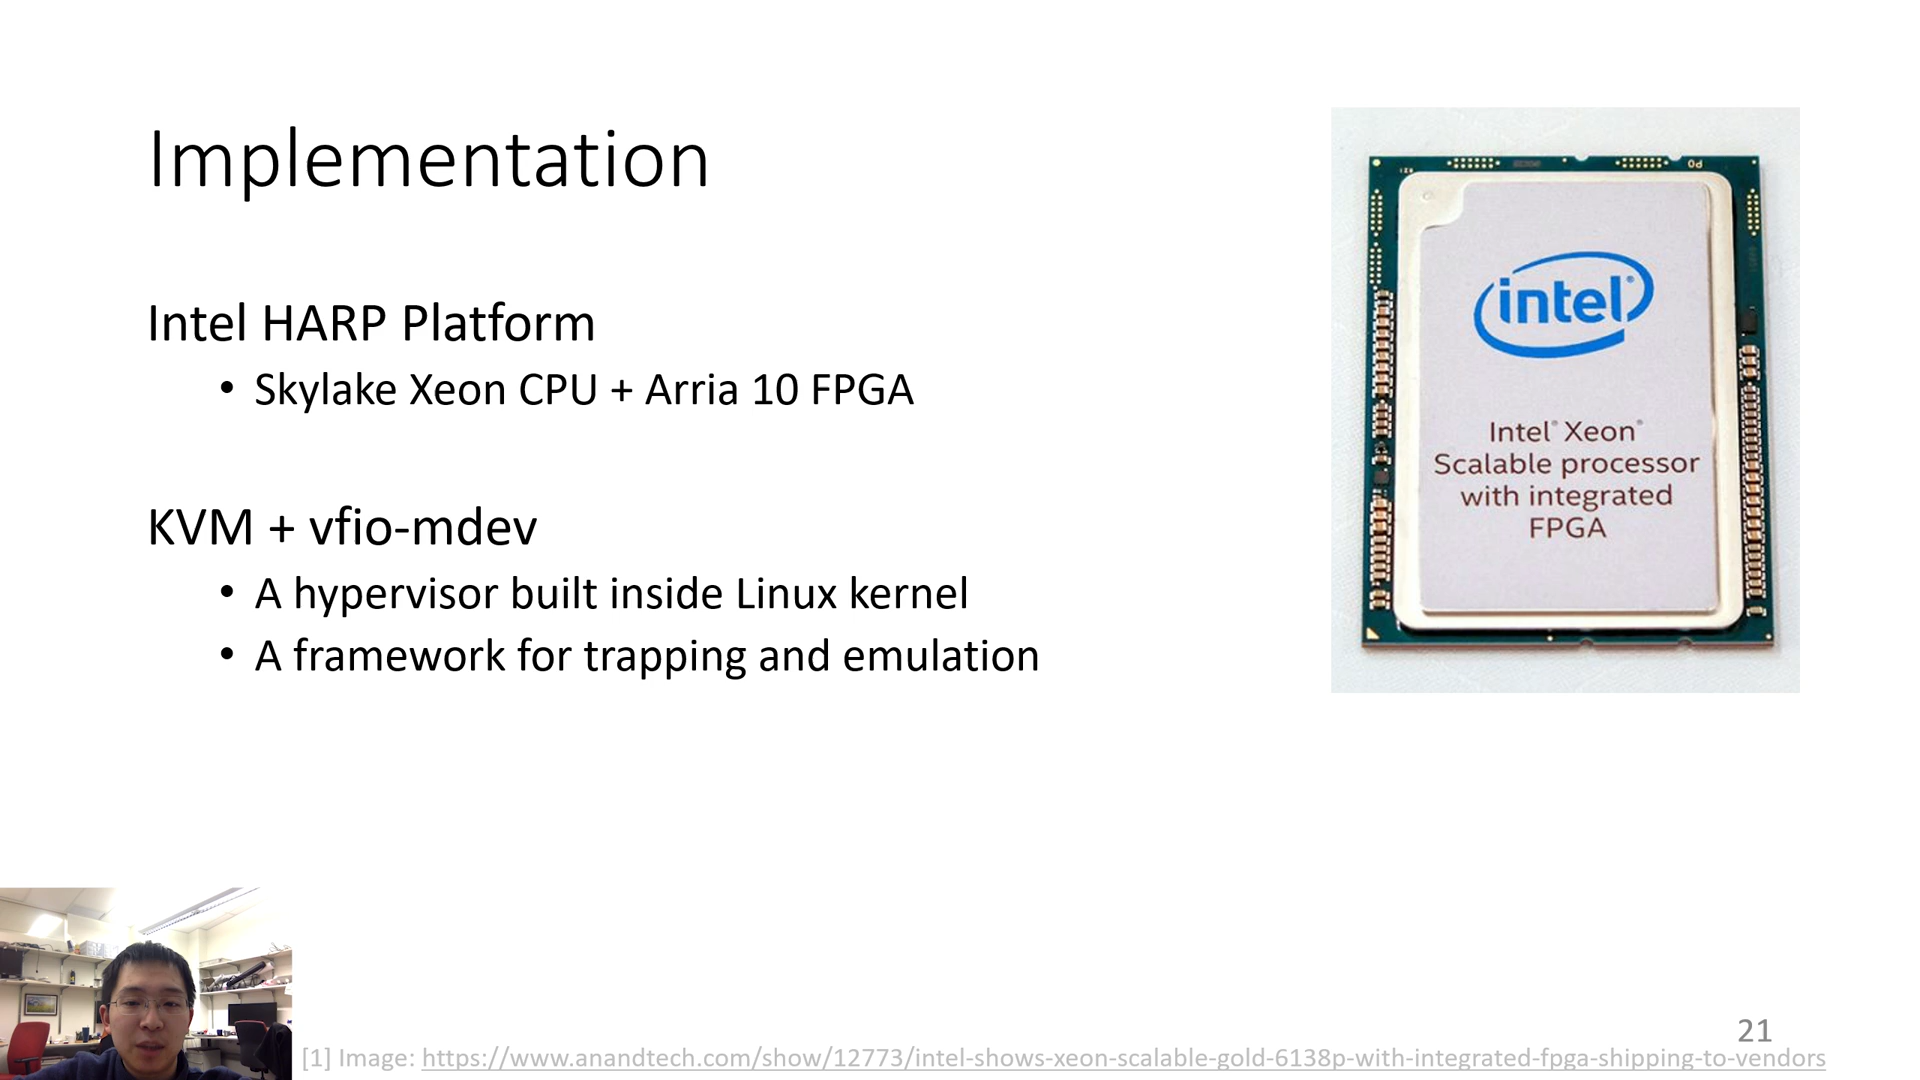 Implementation
Intel HARP Platform
• Skylake Xeon CPU + Arria 10 FPGA
KVM + vfio-mdev
• A hypervisor built inside Linux kernel
• A framework for trapping and emulation
intel®
Intel® Xeon®
Scalable processor
with integrated
FPGA
21
[1] Image: https://www.anandtech.com/show/12773/intel-shows-xeon-scalable-gold-6138p-with-integrated-fpga-shipping-to-vendors